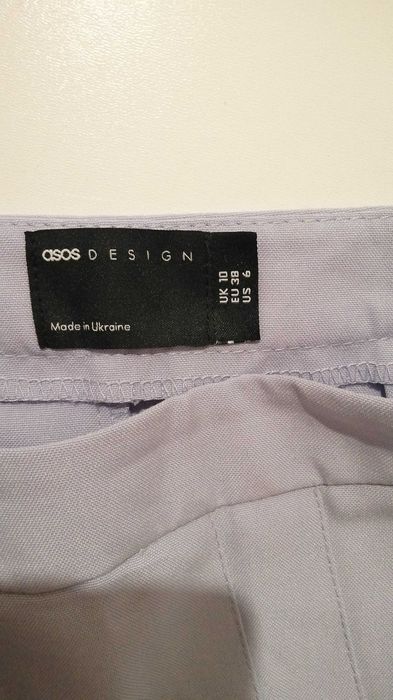 asos DESIGN
Made in Ukraine
UK 10
EU 38
US 6